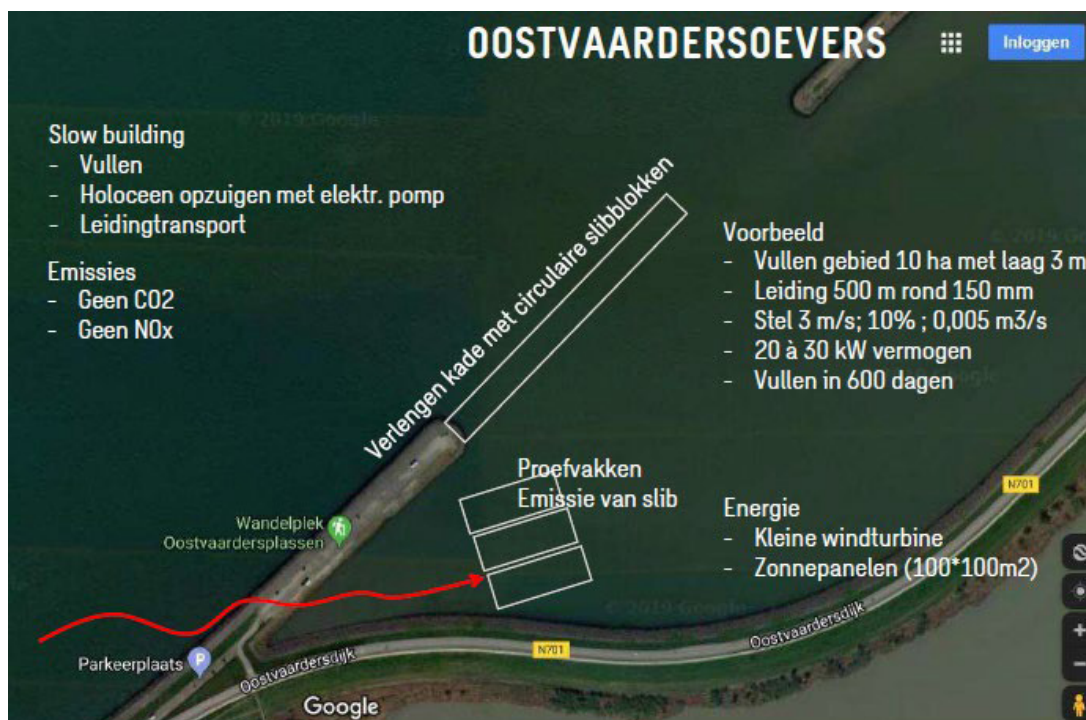 OOSTVAARDERSOEVERS
Inloggen
© 2019 Google
Slow building
- Vullen
- Holoceen opzuigen met elektr. pomp
- Leidingtransport
Emissies
- Geen CO2
- Geen NOx
Verlengen kade met circulaire slibblokken
Voorbeeld
- Vullen gebied 10 ha met laag 3 m
- Leiding 500 m rond 150 mm
- Stel 3 m/s; 10% ; 0,005 m3/s
- 20 à 30 kW vermogen
- Vullen in 600 dagen
Proefvakken
Emissie van slib
Energie
- Kleine windturbine
- Zonnepanelen (100*100m2)
Wandelplek
Oostvaardersplassen
Parkeerplaats
P
Oostvaardersdijk
N701
Oostvaardersdijk
N701
© 2019 Google
Google